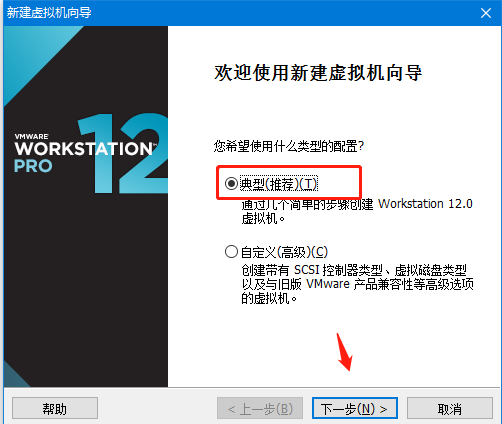 新建虚拟机向导
VMWARE
WORKSTATION™
PRO
12
欢迎使用新建虚拟机向导
您希望使用什么类型的配置?
典型(推荐)(T)
通过几个简单的步骤创建 Workstation 12.0
虚拟机。
自定义(高级)(C)
创建带有 SCSI 控制器类型、虚拟磁盘类型
以及与旧版 VMware 产品兼容性等高级选项
的虚拟机。
帮助
< 上一步(B)
下一步(N) >
取消